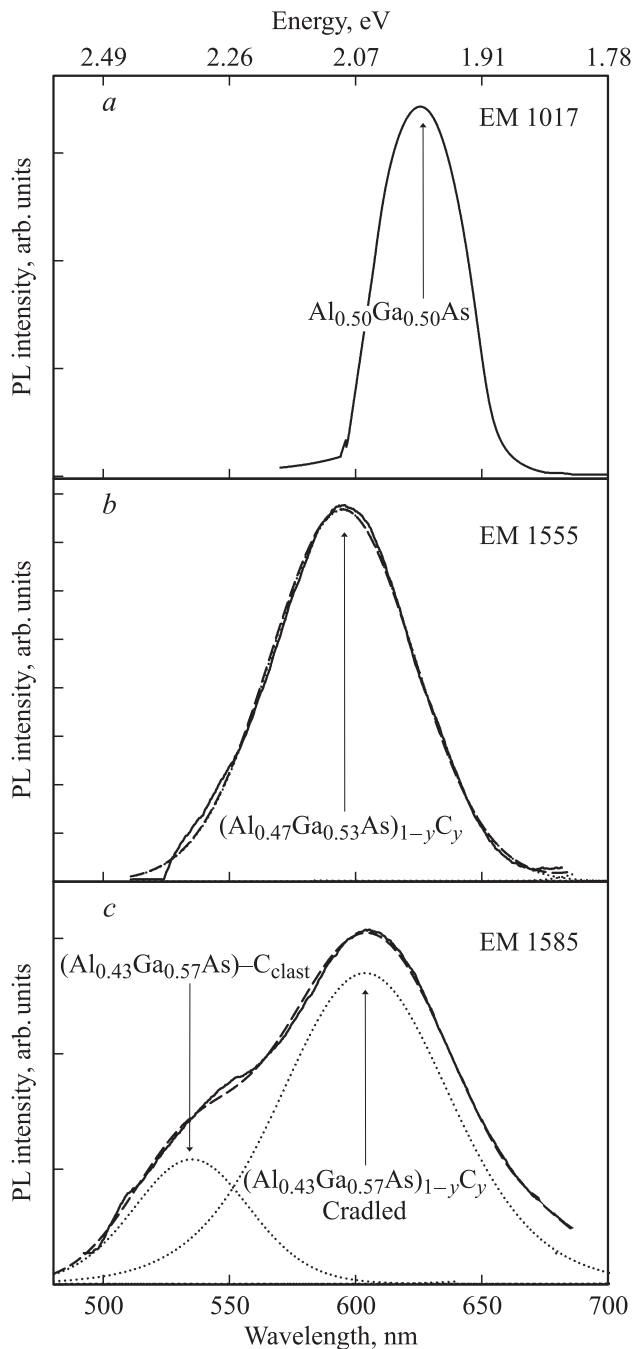 Energy, eV
2.49 2.26 2.07 1.91 1.78
a
EM 1017
PL intensity, arb. units
Al0.50Ga0.50As
b
EM 1555
PL intensity, arb. units
(Al0.47Ga0.53As)1–yCy
c
EM 1585
(Al0.43Ga0.57As)–Cclast
PL intensity, arb. units
(Al0.43Ga0.57As)1–yCy
Cradled
500 550 600 650 700
Wavelength, nm